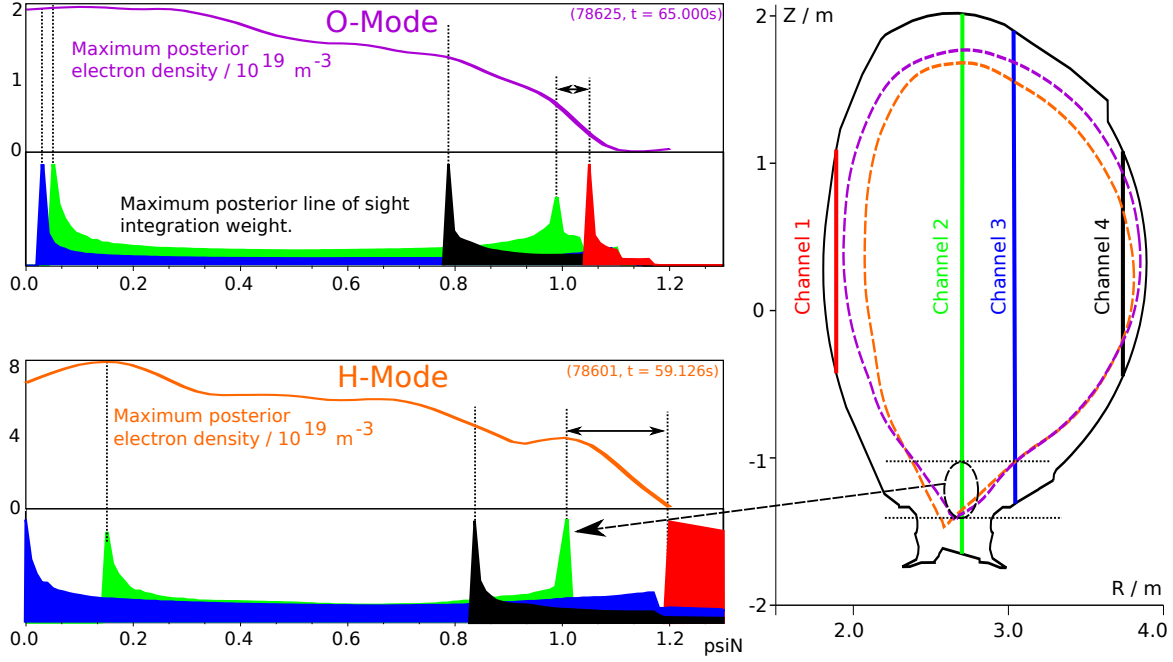 O-Mode
(78625, t = 65.000s)
Maximum posterior
electron density / 10^19 m^-3
2
1
0
Maximum posterior line of sight
integration weight.
0.0 0.2 0.4 0.6 0.8 1.0 1.2
H-Mode
(78601, t = 59.126s)
Maximum posterior
electron density / 10^19 m^-3
8
4
0
0.0 0.2 0.4 0.6 0.8 1.0 psiN 1.2
Z / m
2
1
0
-1
-2
Channel 1
Channel 2
Channel 3
Channel 4
R / m
2.0 3.0 4.0